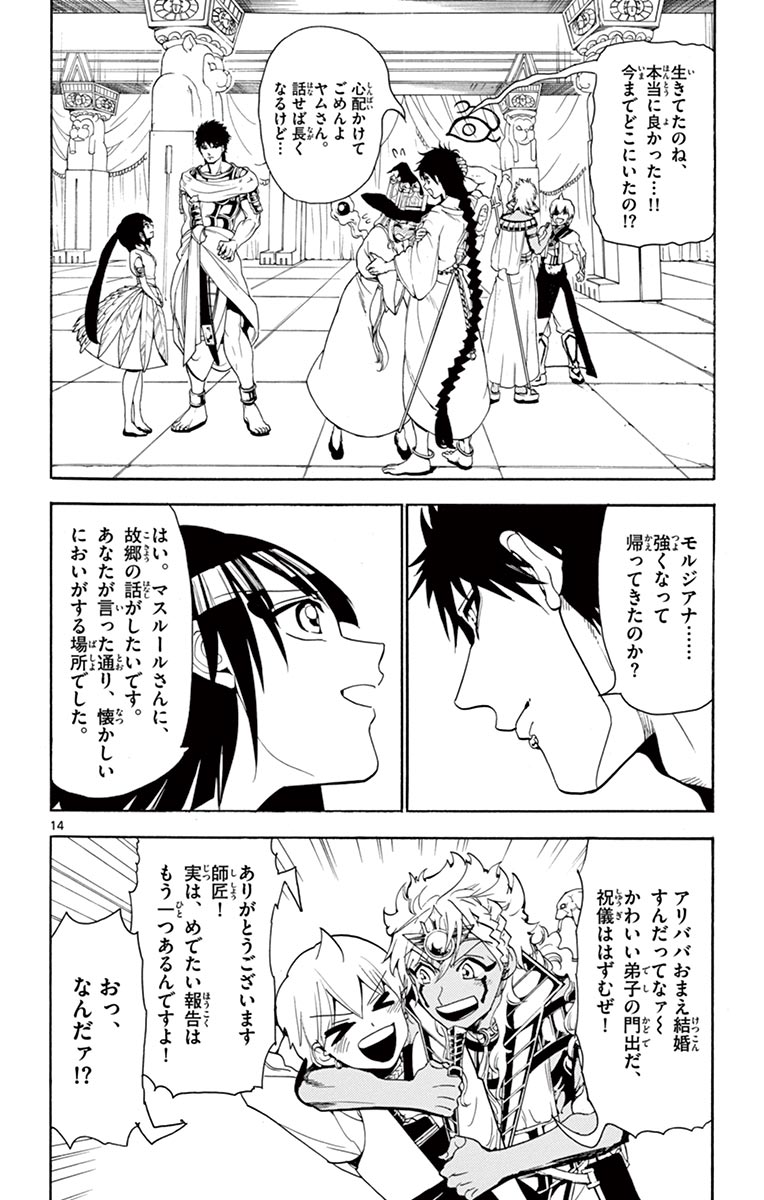 生きてたのね、
本当に良かった…!!
今までどこにいたの!?
心配かけて
ごめんよ
ヤムさん。
話せば長く
なるけど…
モルジアナ……
強くなって
帰ってきたのか?
はい。マスルールさんに、
故郷の話がしたいです。
あなたが言った通り、懐かしい
においがする場所でした。
14
アリババおまえ結婚
すんだってなァ~
かわいい弟子の門出だ、
祝儀ははずむぜ!
ありがとうございます
師匠!
実は、めでたい報告は
もう一つあるんですよ!
おっ、
なんだァ!?